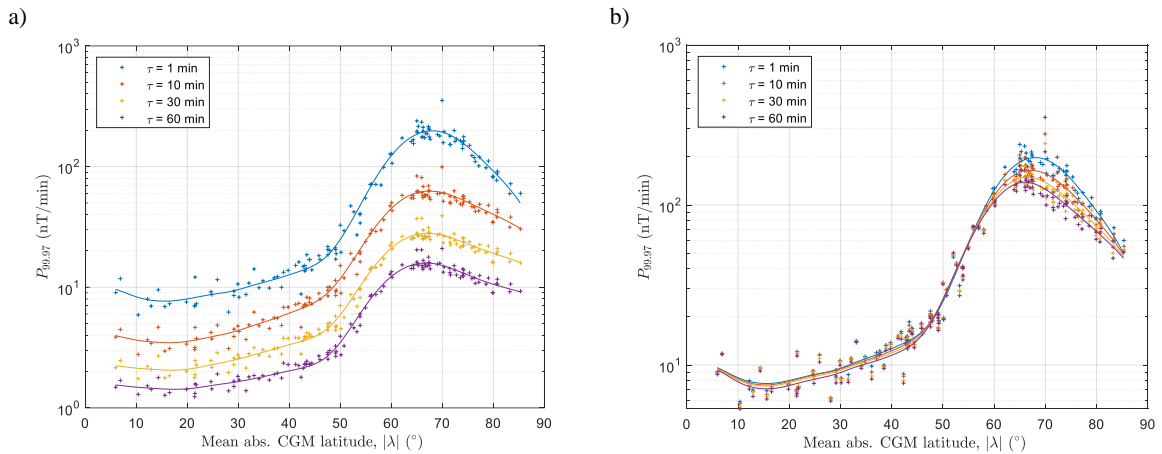 a)
10³
10²
10¹
10⁰
P₉₉.₉₇ (nT/min)
τ = 1 min
τ = 10 min
τ = 30 min
τ = 60 min
0 10 20 30 40 50 60 70 80 90
Mean abs. CGM latitude, |λ| (°)
b)
10³
10²
10¹
P₉₉.₉₇ (nT/min)
τ = 1 min
τ = 10 min
τ = 30 min
τ = 60 min
0 10 20 30 40 50 60 70 80 90
Mean abs. CGM latitude, |λ| (°)